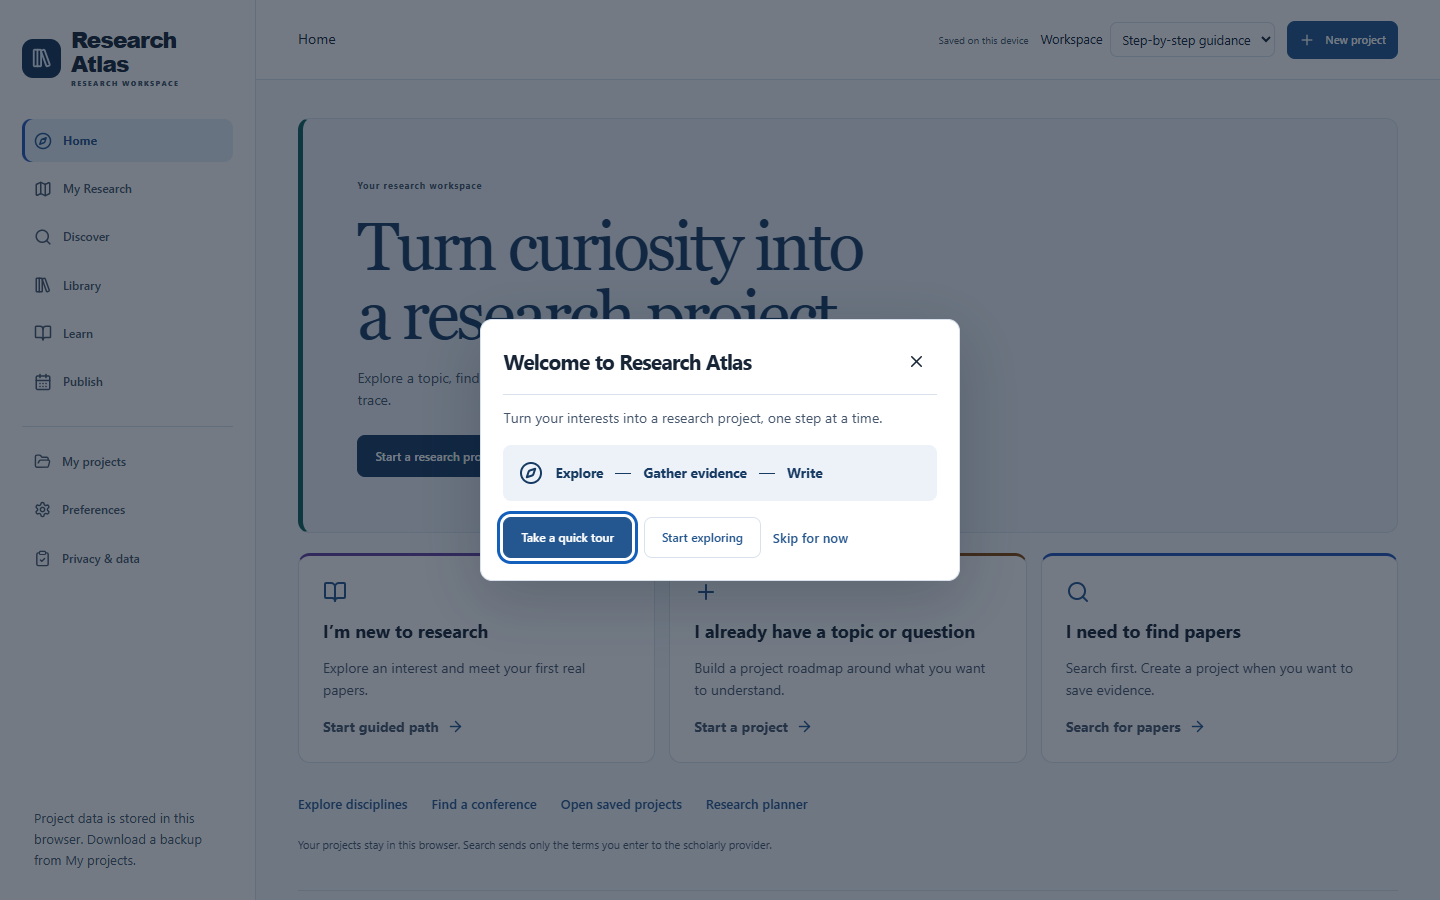 Research
Atlas
RESEARCH WORKSPACE
Home
My Research
Discover
Library
Learn
Publish
My projects
Preferences
Privacy & data
Project data is stored in this
browser. Download a backup
from My projects.
Home
Saved on this device
Workspace
Step-by-step guidance
New project
Your research workspace
Turn curiosity into
a research project
Explore a topic, find
trace.
Start a research pro
Welcome to Research Atlas
Turn your interests into a research project, one step at a time.
Explore — Gather evidence — Write
Take a quick tour
Start exploring
Skip for now
I’m new to research
Explore an interest and meet your first real
papers.
Start guided path
I already have a topic or question
Build a project roadmap around what you want
to understand.
Start a project
I need to find papers
Search first. Create a project when you want to
save evidence.
Search for papers
Explore disciplines
Find a conference
Open saved projects
Research planner
Your projects stay in this browser. Search sends only the terms you enter to the scholarly provider.